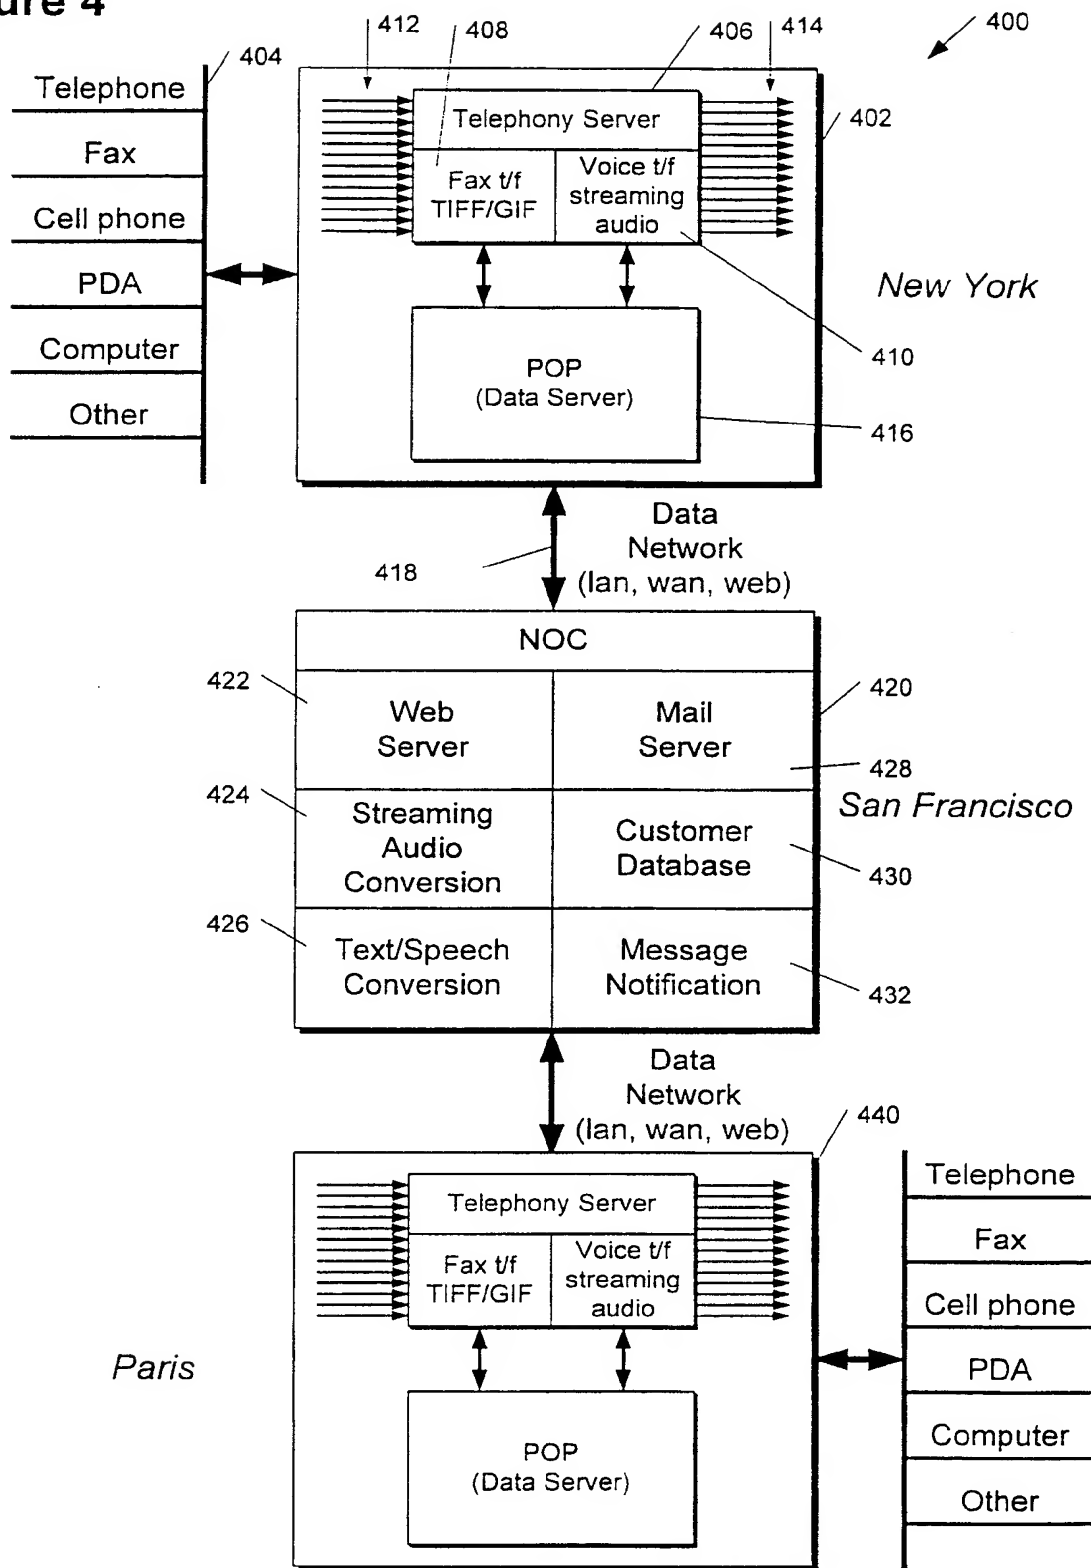 ure 4
412
408
406
414
400
404
402
Telephone
Fax
Cell phone
PDA
Computer
Other
Telephony Server
Fax t/f
TIFF/GIF
Voice t/f
streaming
audio
New York
410
POP
(Data Server)
416
418
Data
Network
(lan, wan, web)
NOC
422
420
Web
Server
Mail
Server
428
424
San Francisco
Streaming
Audio
Conversion
Customer
Database
430
426
Text/Speech
Conversion
Message
Notification
432
Data
Network
(lan, wan, web)
440
Telephony Server
Fax t/f
TIFF/GIF
Voice t/f
streaming
audio
Paris
POP
(Data Server)
Telephone
Fax
Cell phone
PDA
Computer
Other